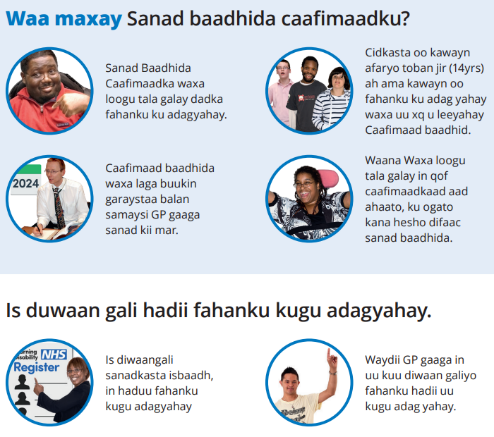 Waa maxay Sanad baadhida caafimaadku?
Sanad Baadhida
Caafimaadka waxa
loogu tala galay dadka
fahanku ku adagyahay.
Cidkasta oo kawayn
afaryo toban jir (14yrs)
ah ama kawayn oo
fahanku ku adag yahay
waxa uu xq u leeyahay
Caafimaad baadhid.
2024
Caafimaad baadhida
waxa laga buukin
garaystaa balan
samaysi GP gaaga
sanad kii mar.
Waana Waxa loogu
tala galay in qof
caafimaadkaad aad
ahaato, ku ogato
kana hesho difaac
sanad baadhida.
Is duwaan gali hadii fahanku kugu adagyahay.
NHS
Register
Is diwaangali
sanadkasta isbaadh,
in haduu fahanku
kugu adagyahay
Waydii GP gaaga in
uu kuu diwaan galiyo
fahanku hadii uu
kugu adag yahay.